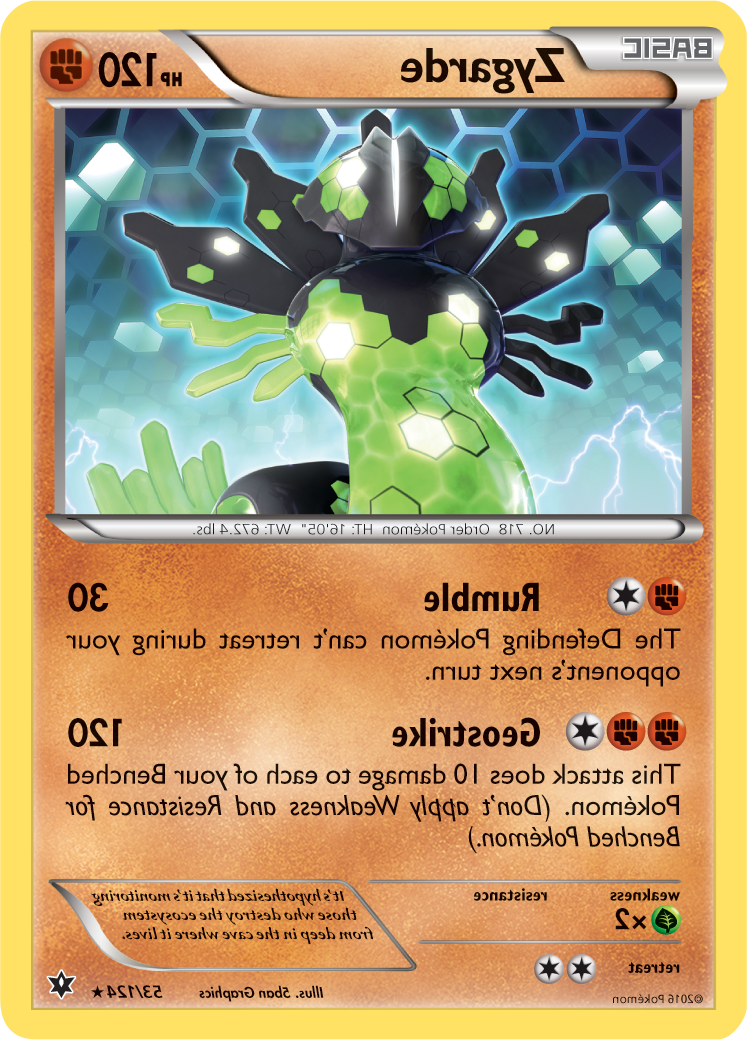 BASIC Zygarde HP 120
NO. 718 Order Pokémon HT: 16'05" WT: 672.4 lbs.
Rumble 30
The Defending Pokémon can't retreat during your
opponent's next turn.
Geostrike 120
This attack does 10 damage to each of your Benched
Pokémon. (Don't apply Weakness and Resistance for
Benched Pokémon.)
weakness resistance
×2
retreat
It's hypothesized that it's monitoring
those who destroy the ecosystem
from deep in the cave where it lives.
©2016 Pokémon Illus. 5ban Graphics 53/124 ★